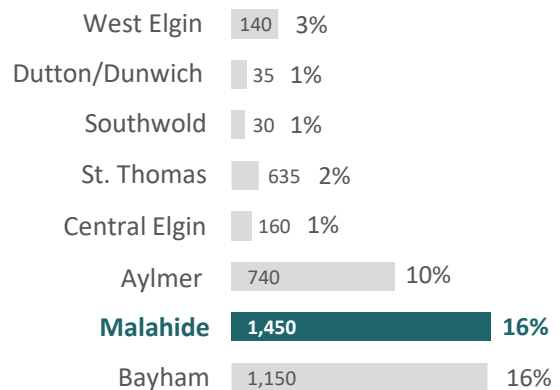 West Elgin 140 3%
Dutton/Dunwich 35 1%
Southwold 30 1%
St. Thomas 635 2%
Central Elgin 160 1%
Aylmer 740 10%
Malahide 1,450 16%
Bayham 1,150 16%